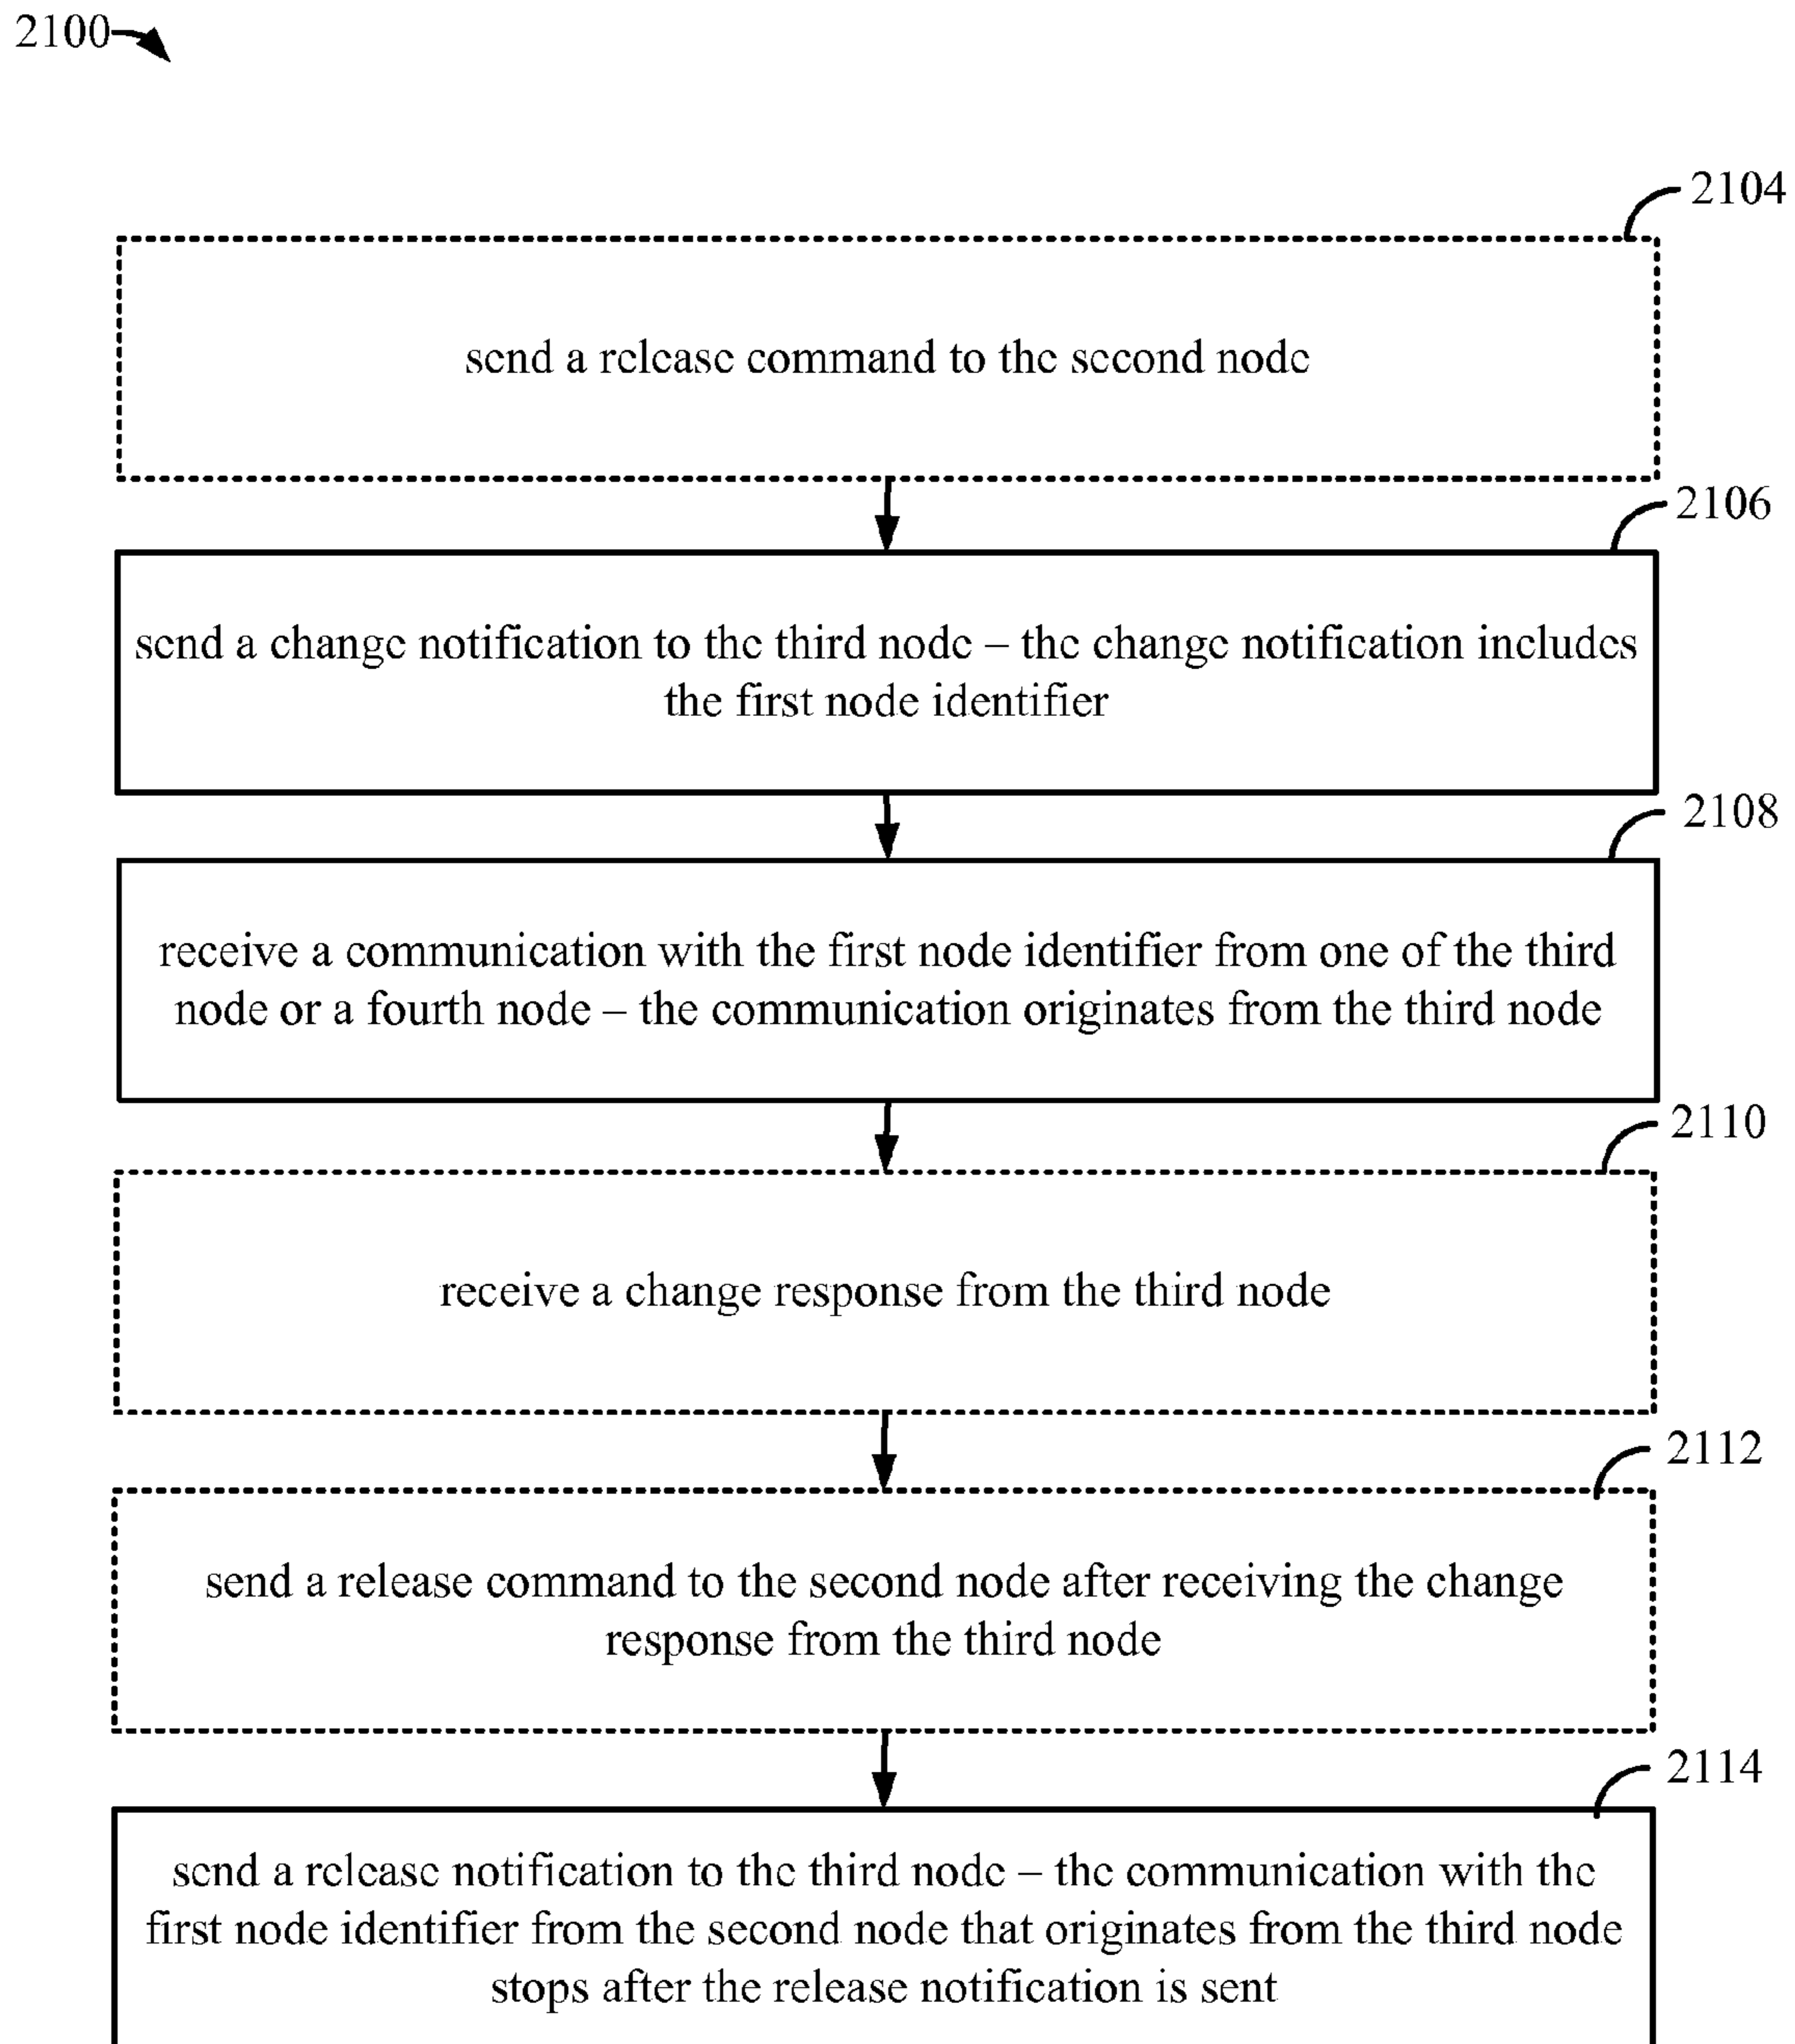 2100
2104
send a release command to the second node
2106
send a change notification to the third node – the change notification includes
the first node identifier
2108
receive a communication with the first node identifier from one of the third
node or a fourth node – the communication originates from the third node
2110
receive a change response from the third node
2112
send a release command to the second node after receiving the change
response from the third node
2114
send a release notification to the third node – the communication with the
first node identifier from the second node that originates from the third node
stops after the release notification is sent